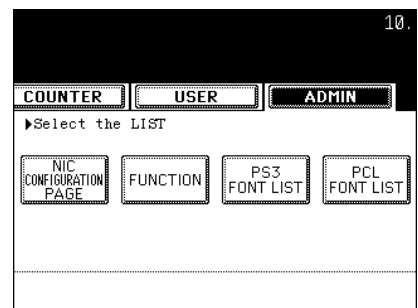 10.
COUNTER USER ADMIN
▶Select the LIST
NIC CONFIGURATION PAGE
FUNCTION
PS3 FONT LIST
PCL FONT LIST